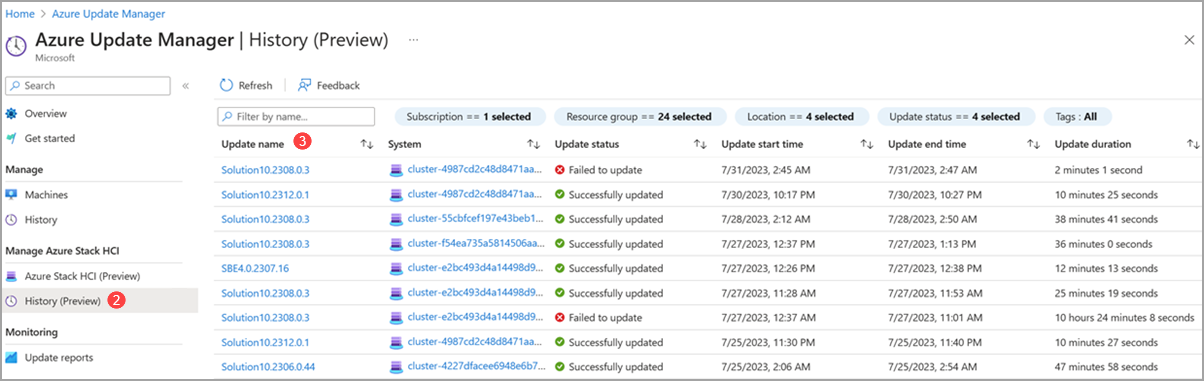 Home > Azure Update Manager
Azure Update Manager | History (Preview) ...
Microsoft
Search «
Refresh Feedback
Filter by name... Subscription == 1 selected Resource group == 24 selected Location == 4 selected Update status == 4 selected Tags : All
Overview
Get started
Manage
Machines
History
Manage Azure Stack HCI
Azure Stack HCI (Preview)
History (Preview) 2
Monitoring
Update reports
Update name 3 System Update status Update start time Update end time Update duration
Solution10.2308.0.3 cluster-4987cd2c48d8471aa... Failed to update 7/31/2023, 2:45 AM 7/31/2023, 2:47 AM 2 minutes 1 second
Solution10.2312.0.1 cluster-4987cd2c48d8471aa... Successfully updated 7/30/2023, 10:17 PM 7/30/2023, 10:27 PM 10 minutes 25 seconds
Solution10.2308.0.3 cluster-55cbfcef197e43beb1... Successfully updated 7/28/2023, 2:12 AM 7/28/2023, 2:50 AM 38 minutes 41 seconds
Solution10.2308.0.3 cluster-f54ea735a5814506aa... Successfully updated 7/27/2023, 12:37 PM 7/27/2023, 1:13 PM 36 minutes 0 seconds
SBE4.0.2307.16 cluster-e2bc493d4a14498d9... Successfully updated 7/27/2023, 12:26 PM 7/27/2023, 12:38 PM 12 minutes 13 seconds
Solution10.2308.0.3 cluster-e2bc493d4a14498d9... Successfully updated 7/27/2023, 11:28 AM 7/27/2023, 11:53 AM 25 minutes 19 seconds
Solution10.2308.0.3 cluster-e2bc493d4a14498d9... Failed to update 7/27/2023, 12:37 AM 7/27/2023, 11:01 AM 10 hours 24 minutes 8 seconds
Solution10.2312.0.1 cluster-4987cd2c48d8471aa... Successfully updated 7/25/2023, 11:30 PM 7/25/2023, 11:40 PM 10 minutes 27 seconds
Solution10.2306.0.44 cluster-4227dfacee6948e6b7... Successfully updated 7/25/2023, 2:06 AM 7/25/2023, 2:54 AM 47 minutes 58 seconds